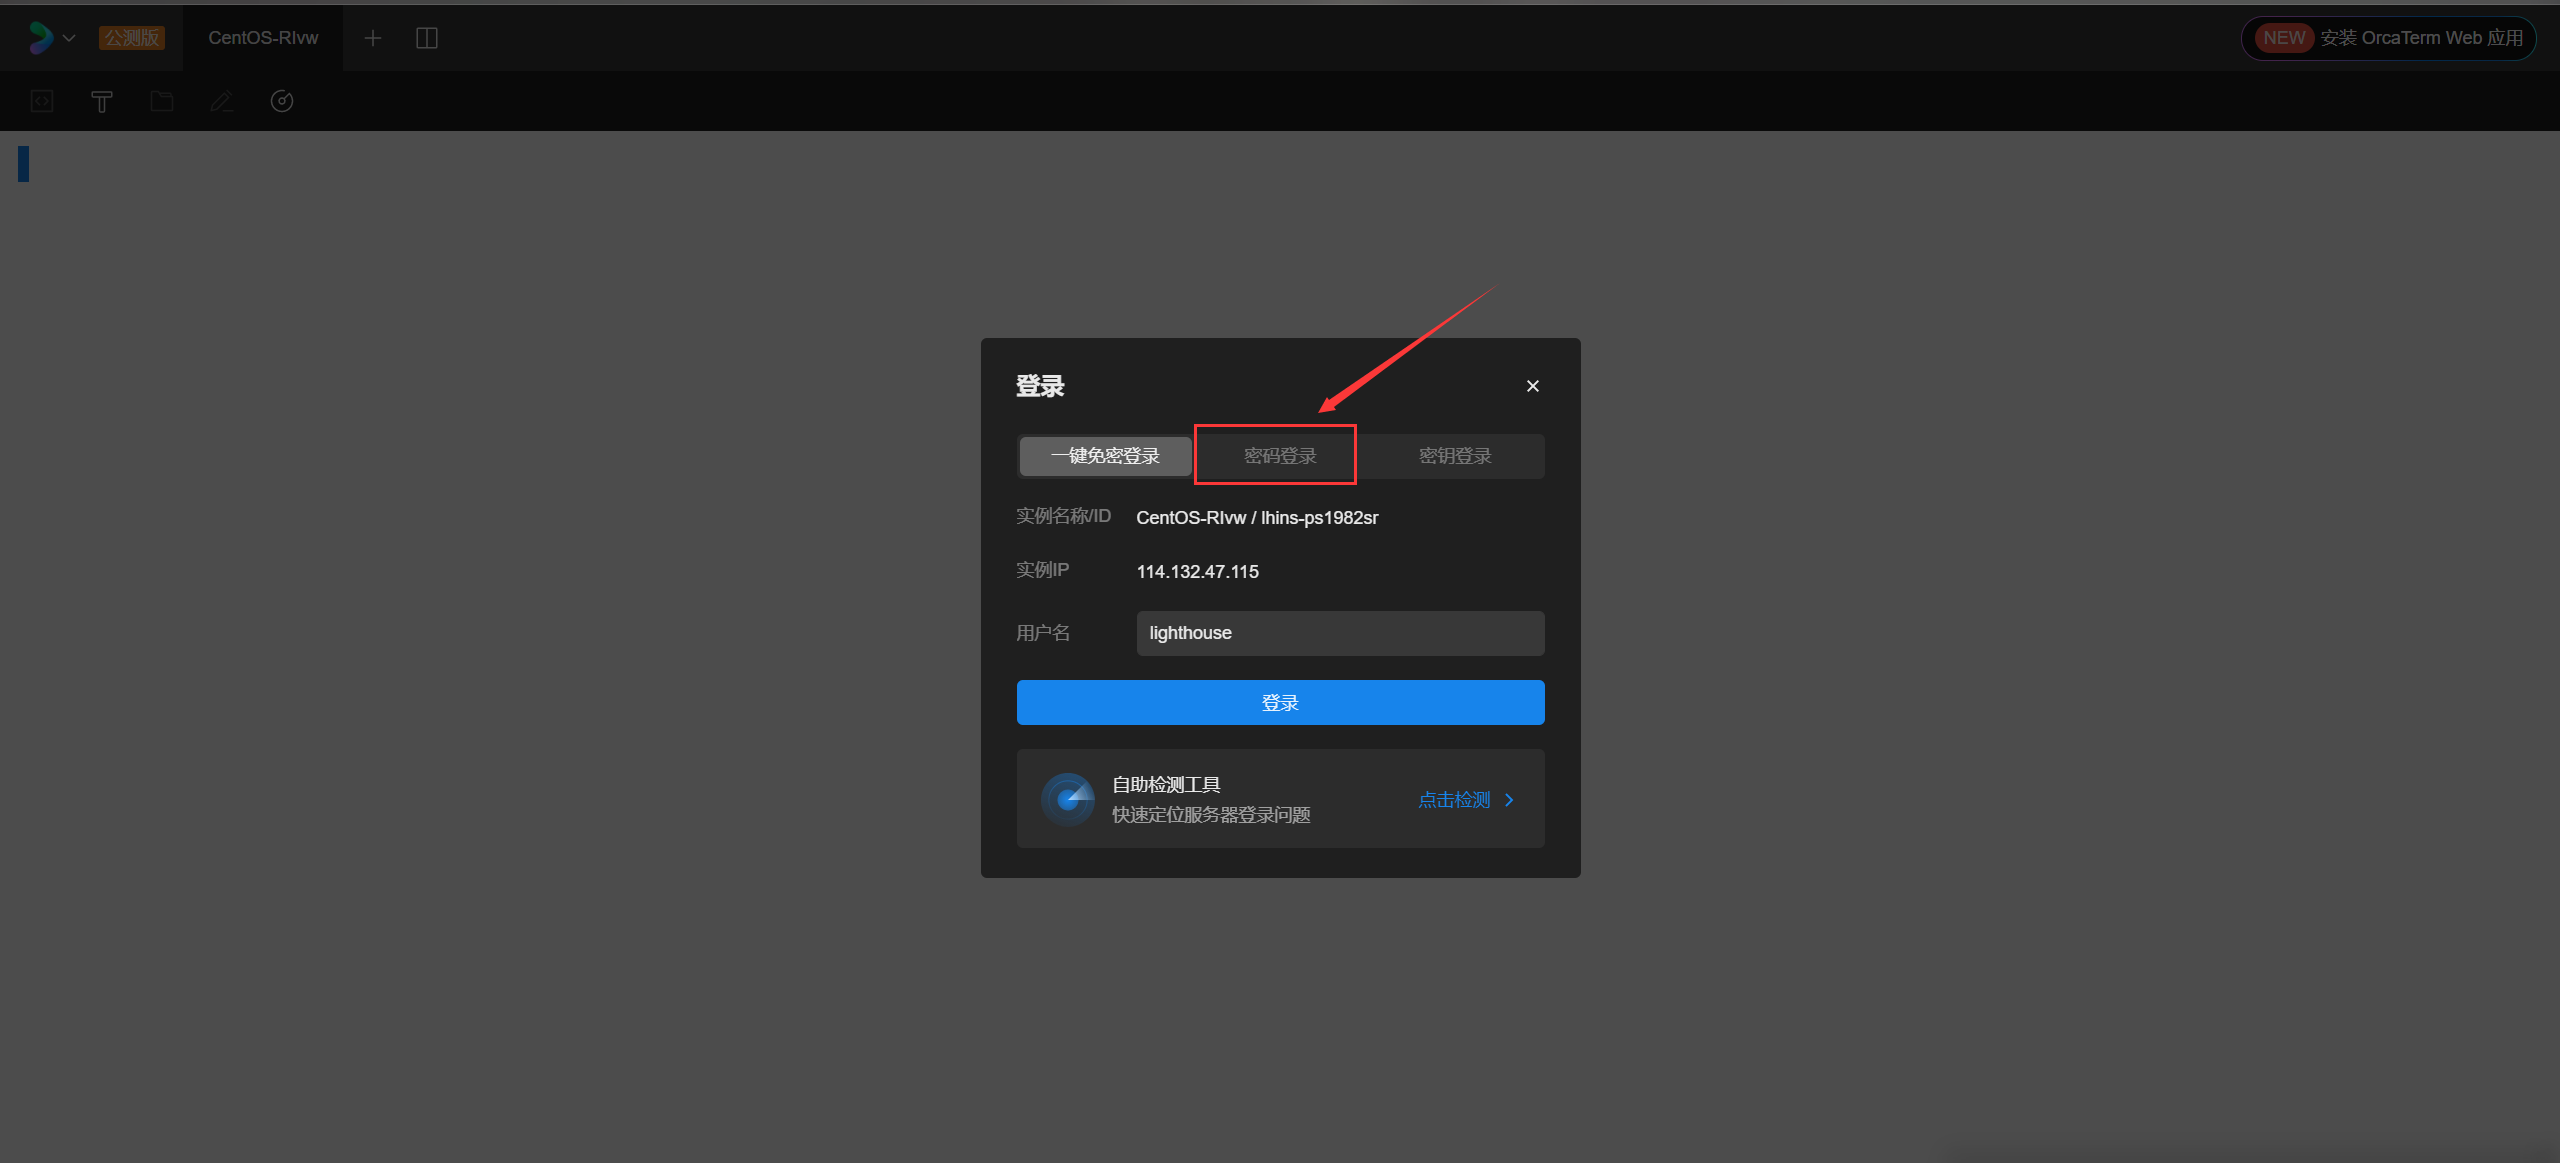 公测版
CentOS-RIvw
NEW 安装 OrcaTerm Web 应用
登录
一键免密登录
密码登录
密钥登录
实例名称/ID
CentOS-RIvw / lhins-ps1982sr
实例IP
114.132.47.115
用户名
lighthouse
登录
自助检测工具
快速定位服务器登录问题
点击检测